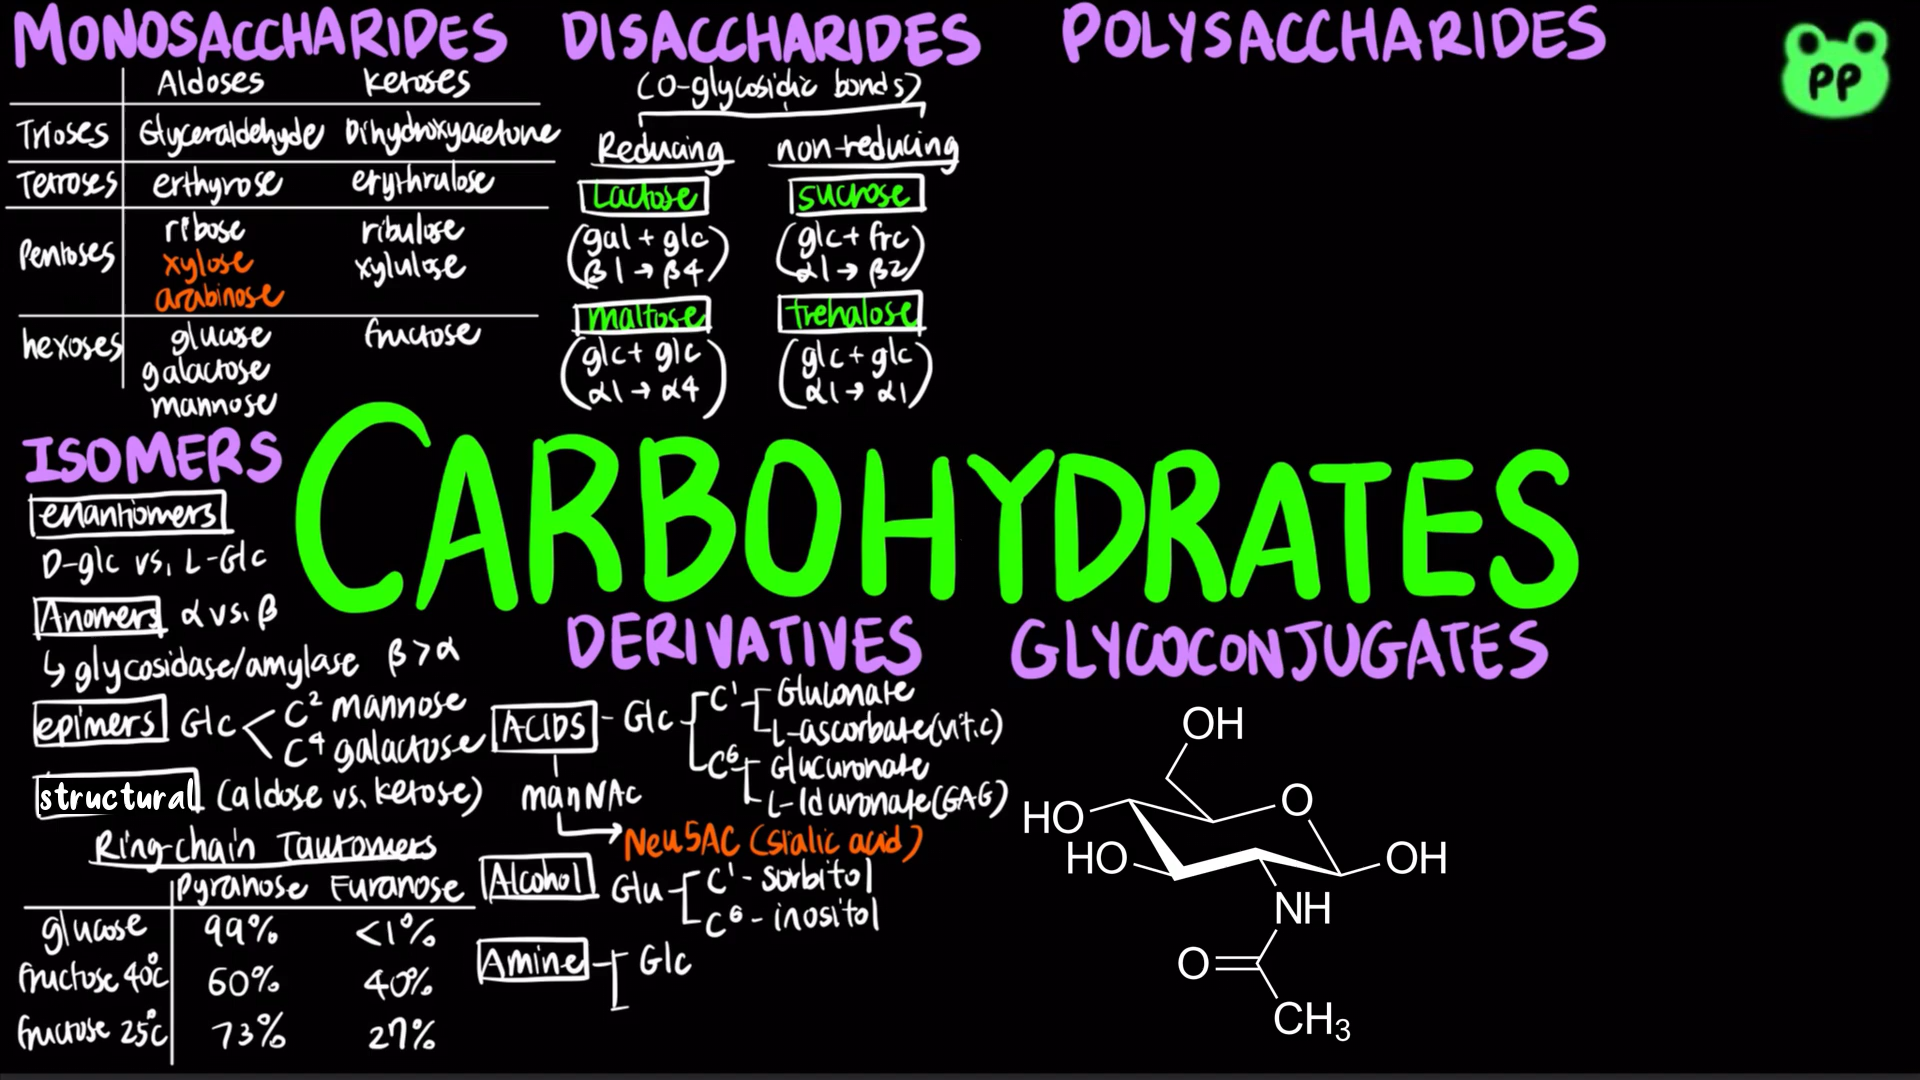 MONOSACCHARIDES
Aldoses ketoses
Trioses Glyceraldehyde Dihydroxyacetone
Tetroses erthyrose erythrulose
Pentoses
ribose ribulose
xylose xylulose
arabinose
hexoses
glucose fructose
galactose
mannose
DISACCHARIDES
(O-glycosidic bonds)
Reducing non-reducing
Lactose sucrose
(gal + glc (glc + frc
β1 → β4) α1 → β2)
maltose trehalose
(glc + glc (glc + glc
α1 → α4) α1 → α1)
POLYSACCHARIDES
PP
CARBOHYDRATES
ISOMERS
enantiomers
D-glc vs. L-Glc
Anomers α vs. β
↳ glycosidase/amylase β > α
epimers Glc < C² mannose
C⁴ galactose
structural (aldose vs. ketose)
Ring-chain Tautomers
Pyranose Furanose
glucose 99% <1%
fructose 40°C 60% 40%
fructose 25°C 73% 27%
DERIVATIVES
ACIDS - Glc C¹ Gluconate
L-ascorbate (vit.c)
C⁶ Glucuronate
L-Iduronate (GAG)
manNAc
→ Neu5AC (sialic acid)
Alcohol Glu C¹ - sorbitol
C⁶ - inositol
Amine Glc
GLYCOCONJUGATES
OH
O
HO
HO
OH
NH
O
CH₃